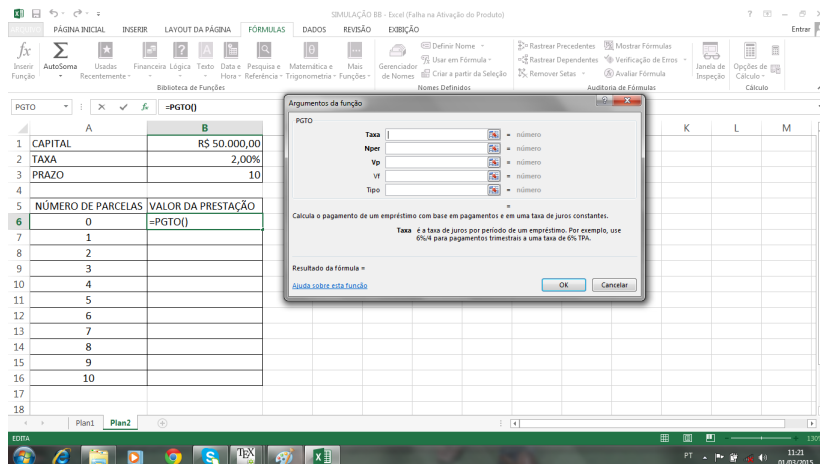 SIMULAÇÃO BB - Excel (Falha na Ativação do Produto)
PÁGINA INICIAL INSERIR LAYOUT DA PÁGINA FÓRMULAS DADOS REVISÃO EXIBIÇÃO Entrar
Inserir Função
AutoSoma
Usadas Recentemente
Financeira
Lógica
Texto
Data e Hora
Pesquisa e Referência
Matemática e Trigonometria
Mais Funções
Biblioteca de Funções
Gerenciador de Nomes
Definir Nome
Usar em Fórmula
Criar a partir da Seleção
Nomes Definidos
Rastrear Precedentes
Rastrear Dependentes
Remover Setas
Mostrar Fórmulas
Verificação de Erros
Avaliar Fórmula
Auditoria de Fórmulas
Janela de Inspeção
Opções de Cálculo
Cálculo
PGTO fx =PGTO()
A B K L M
1 CAPITAL R$ 50.000,00
2 TAXA 2,00%
3 PRAZO 10
4
5 NÚMERO DE PARCELAS VALOR DA PRESTAÇÃO
6 0 =PGTO()
7 1
8 2
9 3
10 4
11 5
12 6
13 7
14 8
15 9
16 10
17
18
Argumentos da função
PGTO
Taxa = número
Nper = número
Vp = número
Vf = número
Tipo = número
=
Calcula o pagamento de um empréstimo com base em pagamentos e em uma taxa de juros constantes.
Taxa é a taxa de juros por período de um empréstimo. Por exemplo, use
6%/4 para pagamentos trimestrais a uma taxa de 6% TPA.
Resultado da fórmula =
Ajuda sobre esta função OK Cancelar
Plan1 Plan2
EDITA 130%
TEX
PT 11:21
01/03/2015